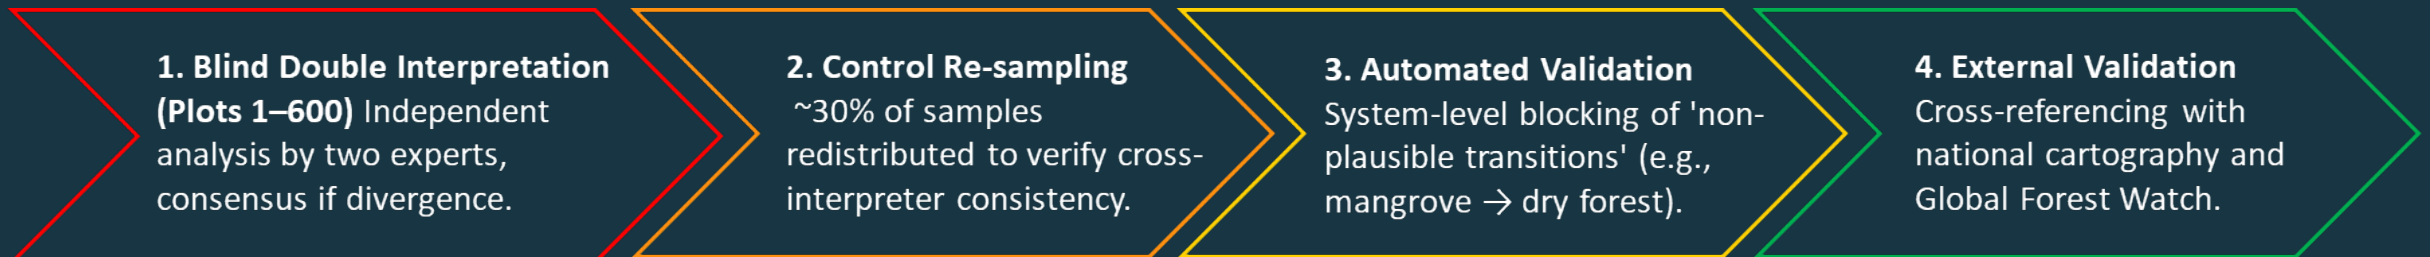 1. Blind Double Interpretation
(Plots 1–600) Independent
analysis by two experts,
consensus if divergence.
2. Control Re-sampling
~30% of samples
redistributed to verify cross-
interpreter consistency.
3. Automated Validation
System-level blocking of 'non-
plausible transitions' (e.g.,
mangrove → dry forest).
4. External Validation
Cross-referencing with
national cartography and
Global Forest Watch.